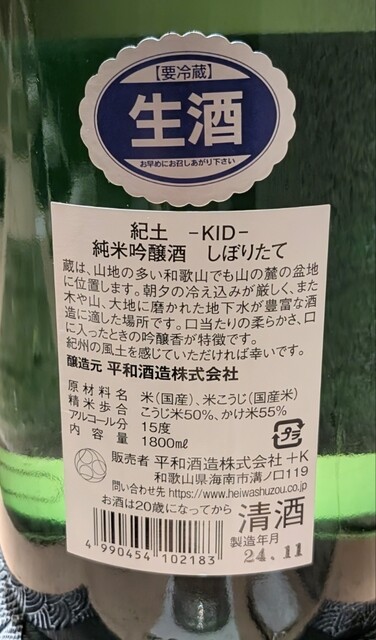 【要冷蔵】
生酒
お早めにお召しあがり下さい
紀土　-KID-
純米吟醸酒　しぼりたて
蔵は、山地の多い和歌山でも山の麓の盆地
に位置します。朝夕の冷え込みが厳しく、また
木や山、大地に磨かれた地下水が豊富な酒
造に適した場所です。口当たりの柔らかさ、口
に入ったときの吟醸香が特徴です。
紀州の風土を感じていただければ幸いです。
醸造元 平和酒造株式会社
原材料名　米(国産)、米こうじ(国産米)
精米歩合　こうじ米50%、かけ米55%
アルコール分　15度
内容量　1800mℓ
プラ
販売者 平和酒造株式会社 +K
和歌山県海南市溝ノ口119
問い合わせ先 https://www.heiwashuzou.co.jp
お酒は20歳になってから
清酒
4 990454 102183
製造年月
24.11